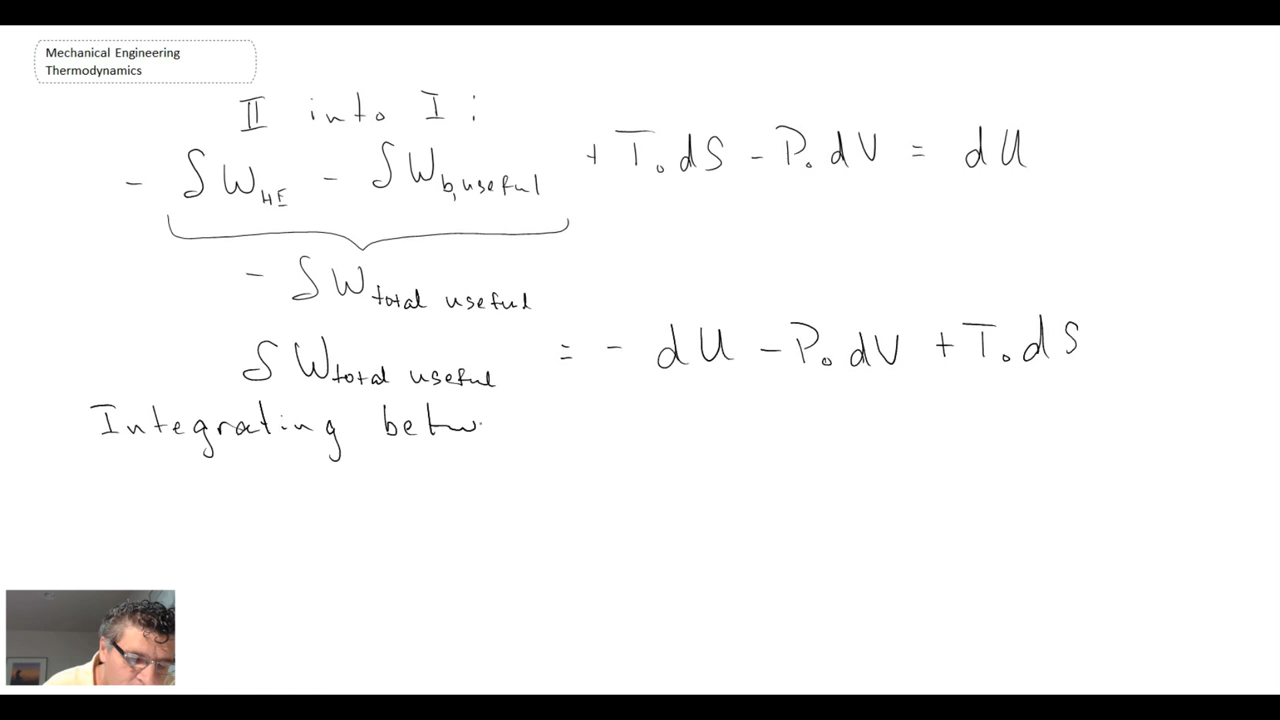 Mechanical Engineering
Thermodynamics
II into I :
- δW_HE - δW_b,useful + T₀dS - P₀dV = dU
- δW_total useful
δW_total useful = - dU - P₀dV + T₀dS
Integrating betw